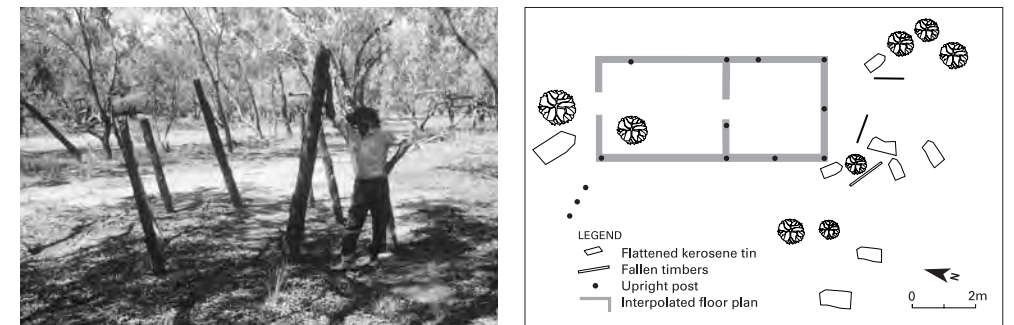 LEGEND
Flattened kerosene tin
Fallen timbers
Upright post
Interpolated floor plan
N
0 2m